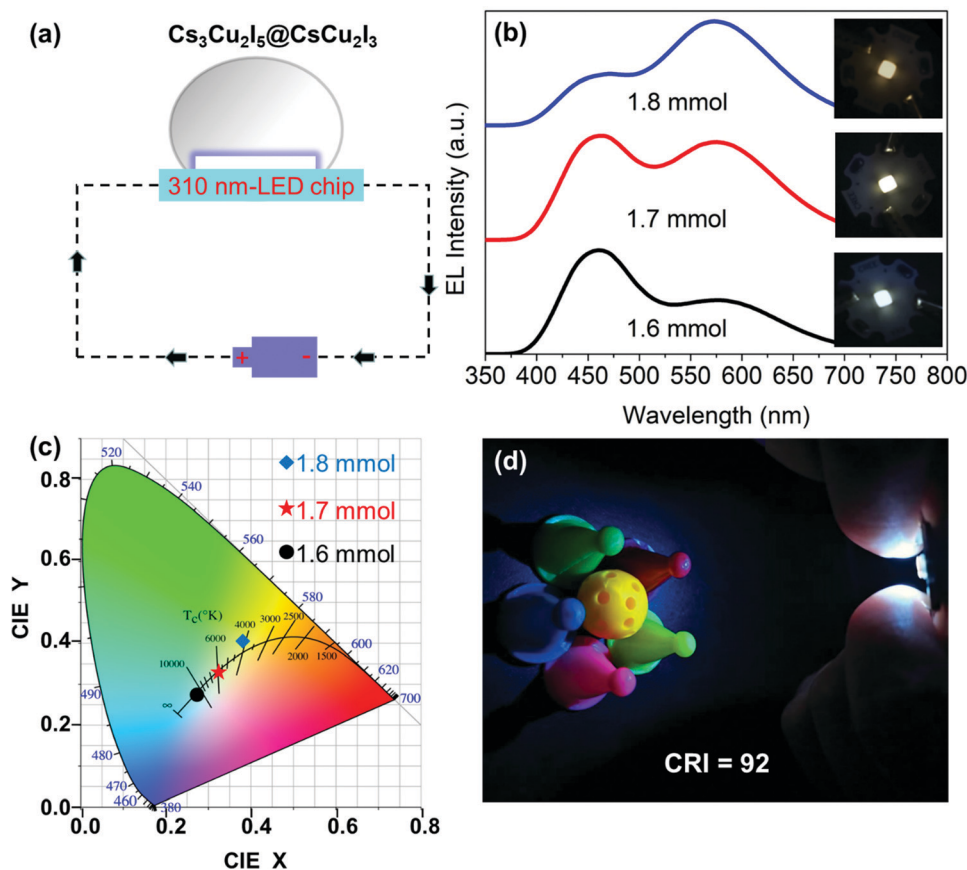 (a)
Cs₃Cu₂I₅@CsCu₂I₃
310 nm-LED chip
+
-
(b)
EL Intensity (a.u.)
1.8 mmol
1.7 mmol
1.6 mmol
350 400 450 500 550 600 650 700 750 800
Wavelength (nm)
(c)
CIE Y
0.8
0.6
0.4
0.2
0.0
0.0 0.2 0.4 0.6 0.8
CIE X
1.8 mmol
1.7 mmol
1.6 mmol
520
540
560
580
600
620
700
490
480
470
460
380
Tc(°K)
∞
10000
6000
4000
3000
2500
2000
1500
(d)
CRI = 92